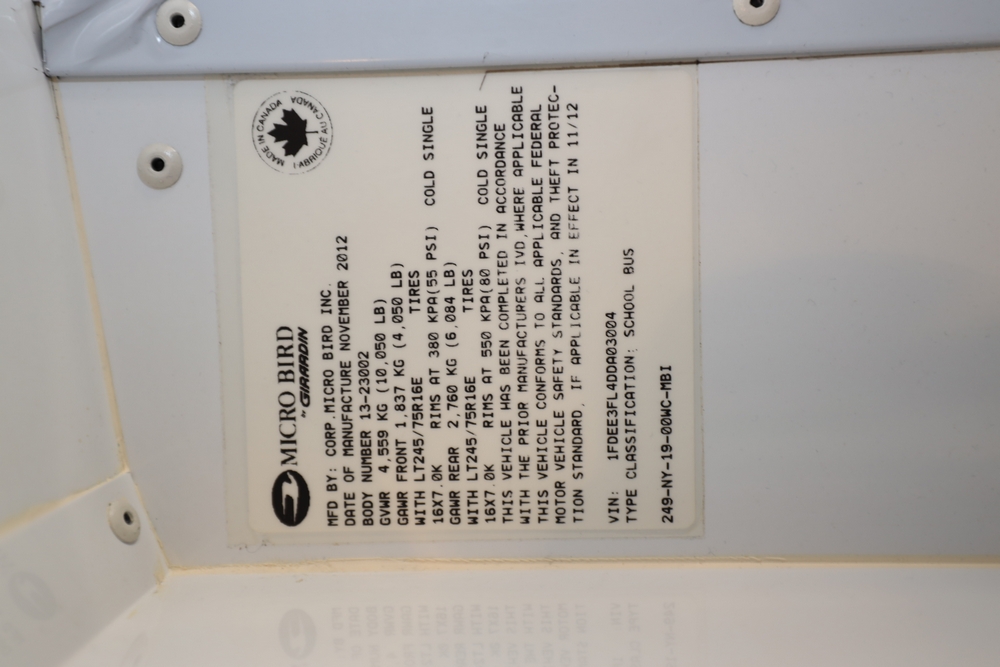 MADE IN CANADA
FABRIQUÉ AU CANADA
MICRO BIRD
by GIRARDIN
MFD BY: CORP.MICRO BIRD INC.
DATE OF MANUFACTURE NOVEMBER 2012
BODY NUMBER 13-23002
GVWR 4,559 KG (10,050 LB)
GAWR FRONT 1,837 KG (4,050 LB)
WITH LT245/75R16E TIRES
16X7.0K RIMS AT 380 KPA(55 PSI) COLD SINGLE
GAWR REAR 2,760 KG (6,084 LB)
WITH LT245/75R16E TIRES
16X7.0K RIMS AT 550 KPA(80 PSI) COLD SINGLE
THIS VEHICLE HAS BEEN COMPLETED IN ACCORDANCE
WITH THE PRIOR MANUFACTURERS IVD,WHERE APPLICABLE
THIS VEHICLE CONFORMS TO ALL APPLICABLE FEDERAL
MOTOR VEHICLE SAFETY STANDARDS, AND THEFT PROTEC-
TION STANDARD, IF APPLICABLE IN EFFECT IN 11/12
VIN: 1FDEE3FL4DDA03004
TYPE CLASSIFICATION: SCHOOL BUS
249-NY-19-00WC-MBI